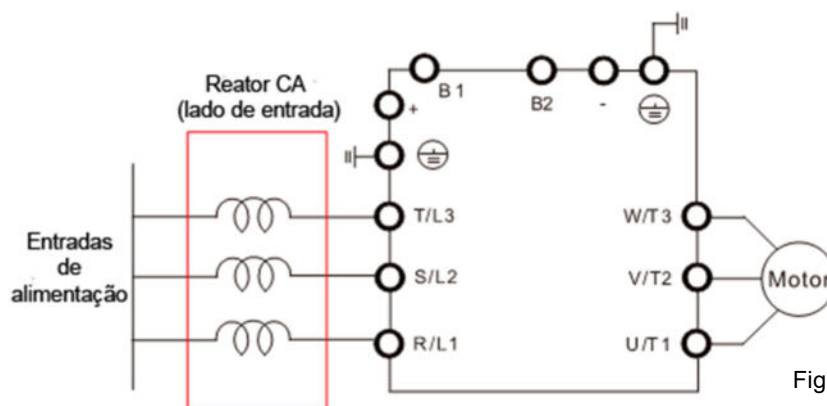 Reator CA
(lado de entrada)
B1
B2
-
+
Entradas
de
alimentação
T/L3
S/L2
R/L1
W/T3
V/T2
U/T1
Motor
Fig